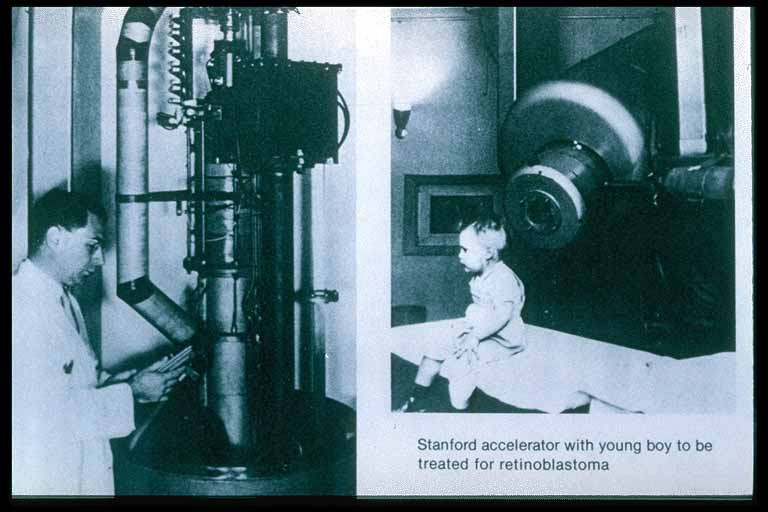 Stanford accelerator with young boy to be
treated for retinoblastoma